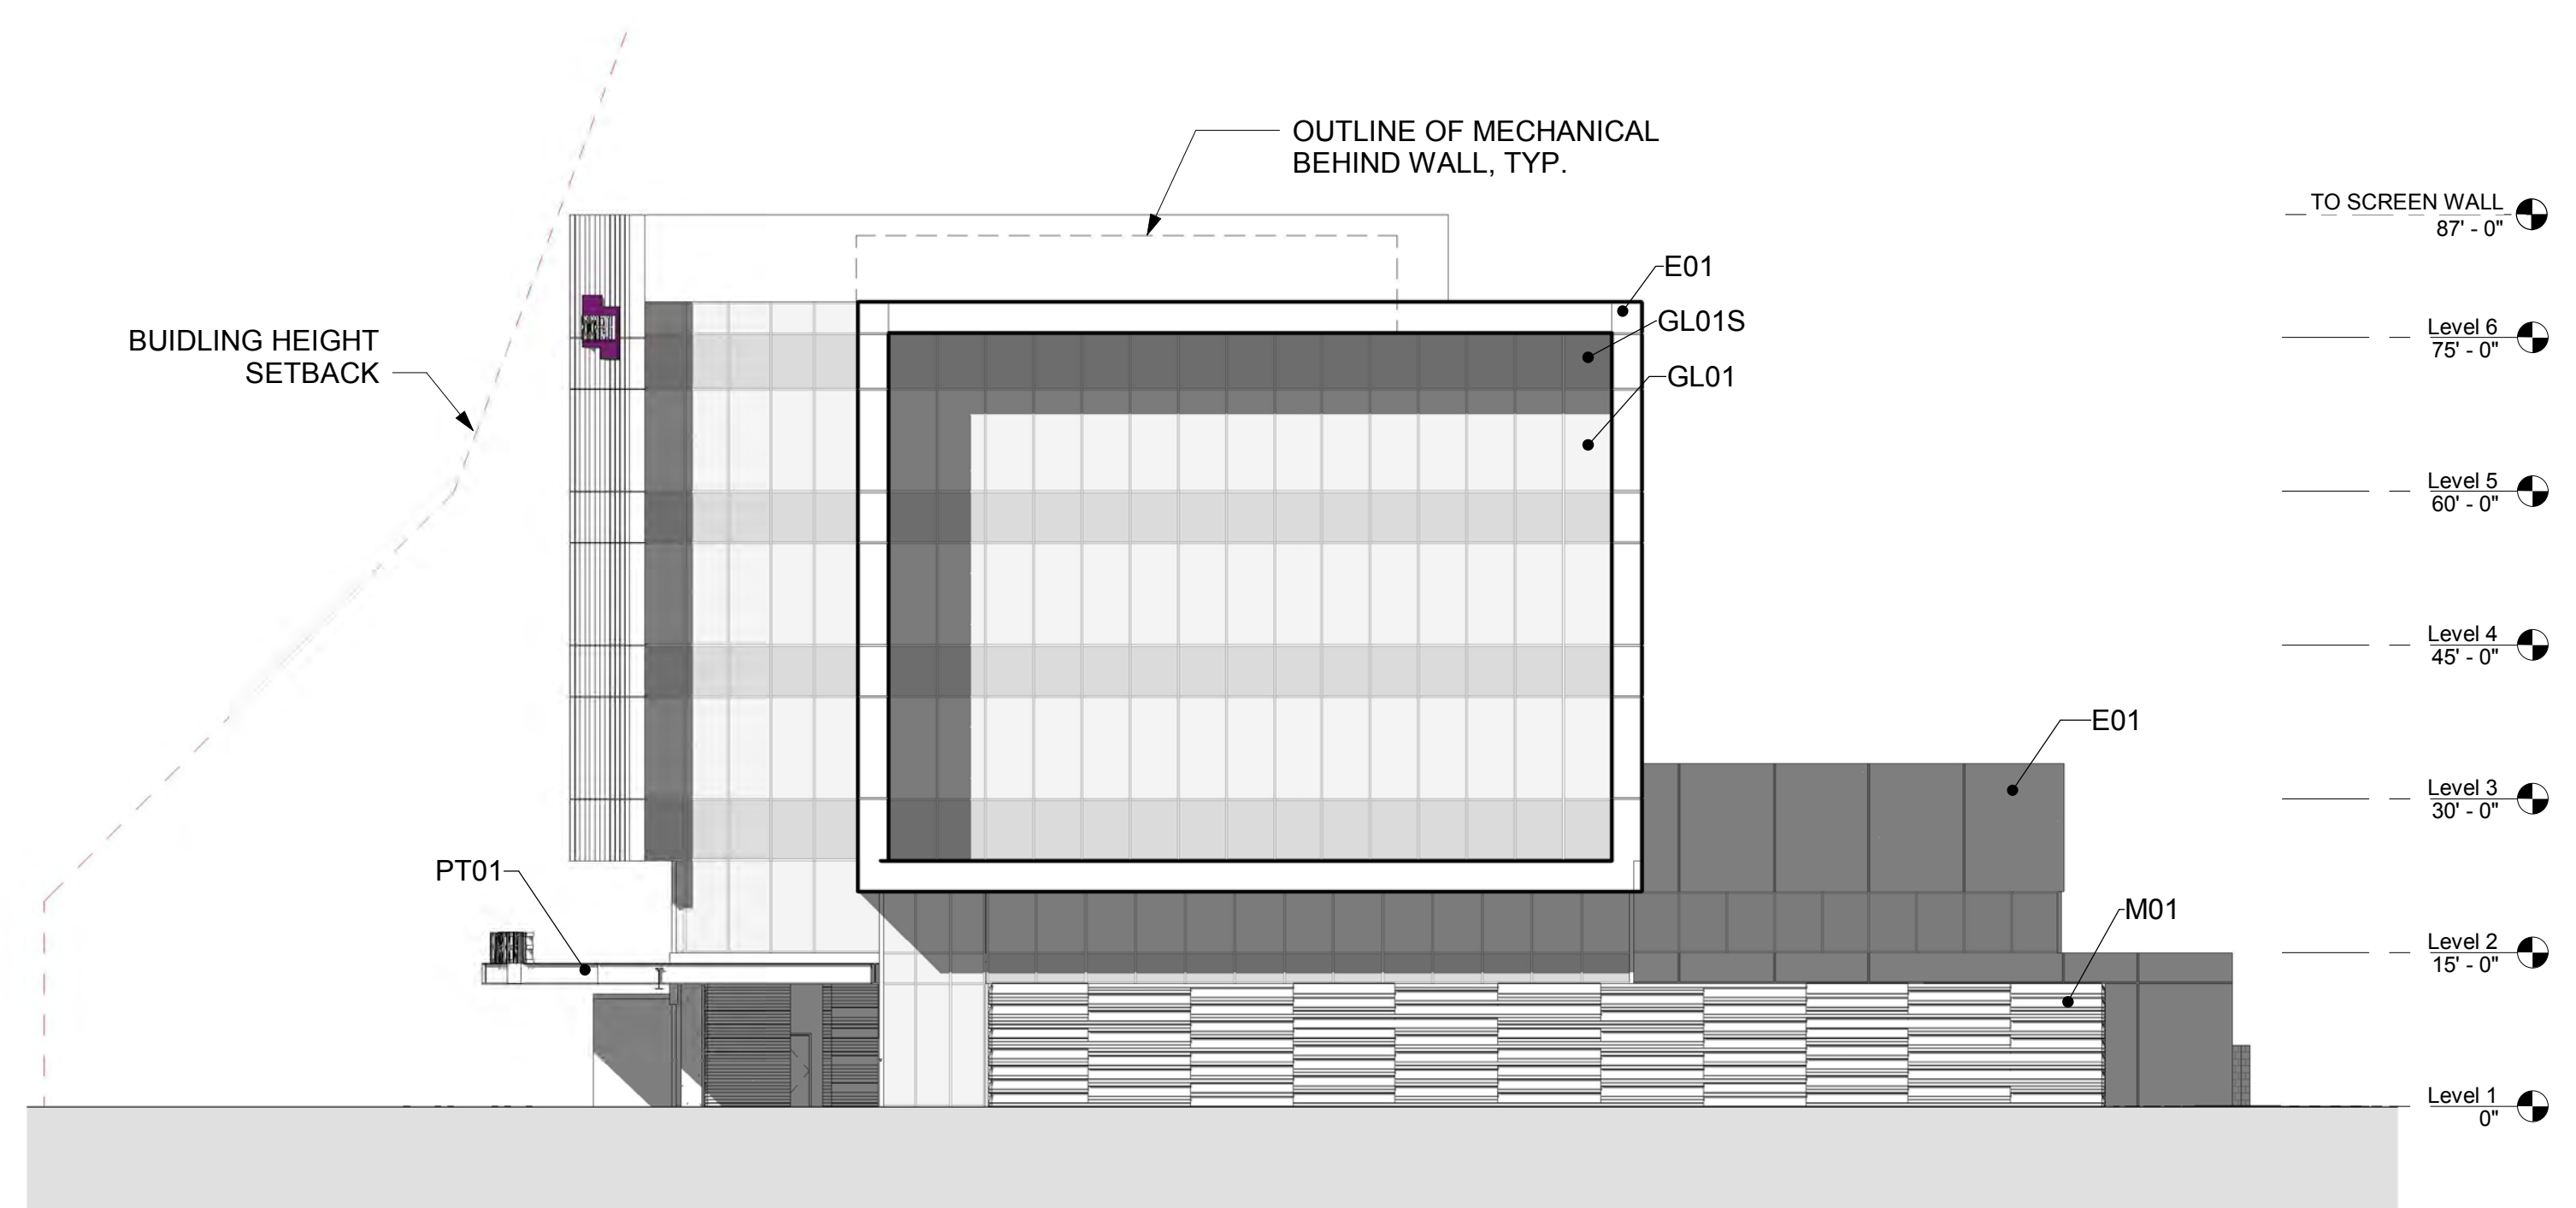 OUTLINE OF MECHANICAL
BEHIND WALL, TYP.
TO SCREEN WALL
87' - 0"
E01
GL01S
Level 6
75' - 0"
BUIDLING HEIGHT
SETBACK
GL01
Level 5
60' - 0"
Level 4
45' - 0"
E01
Level 3
30' - 0"
PT01
M01
Level 2
15' - 0"
Level 1
0"